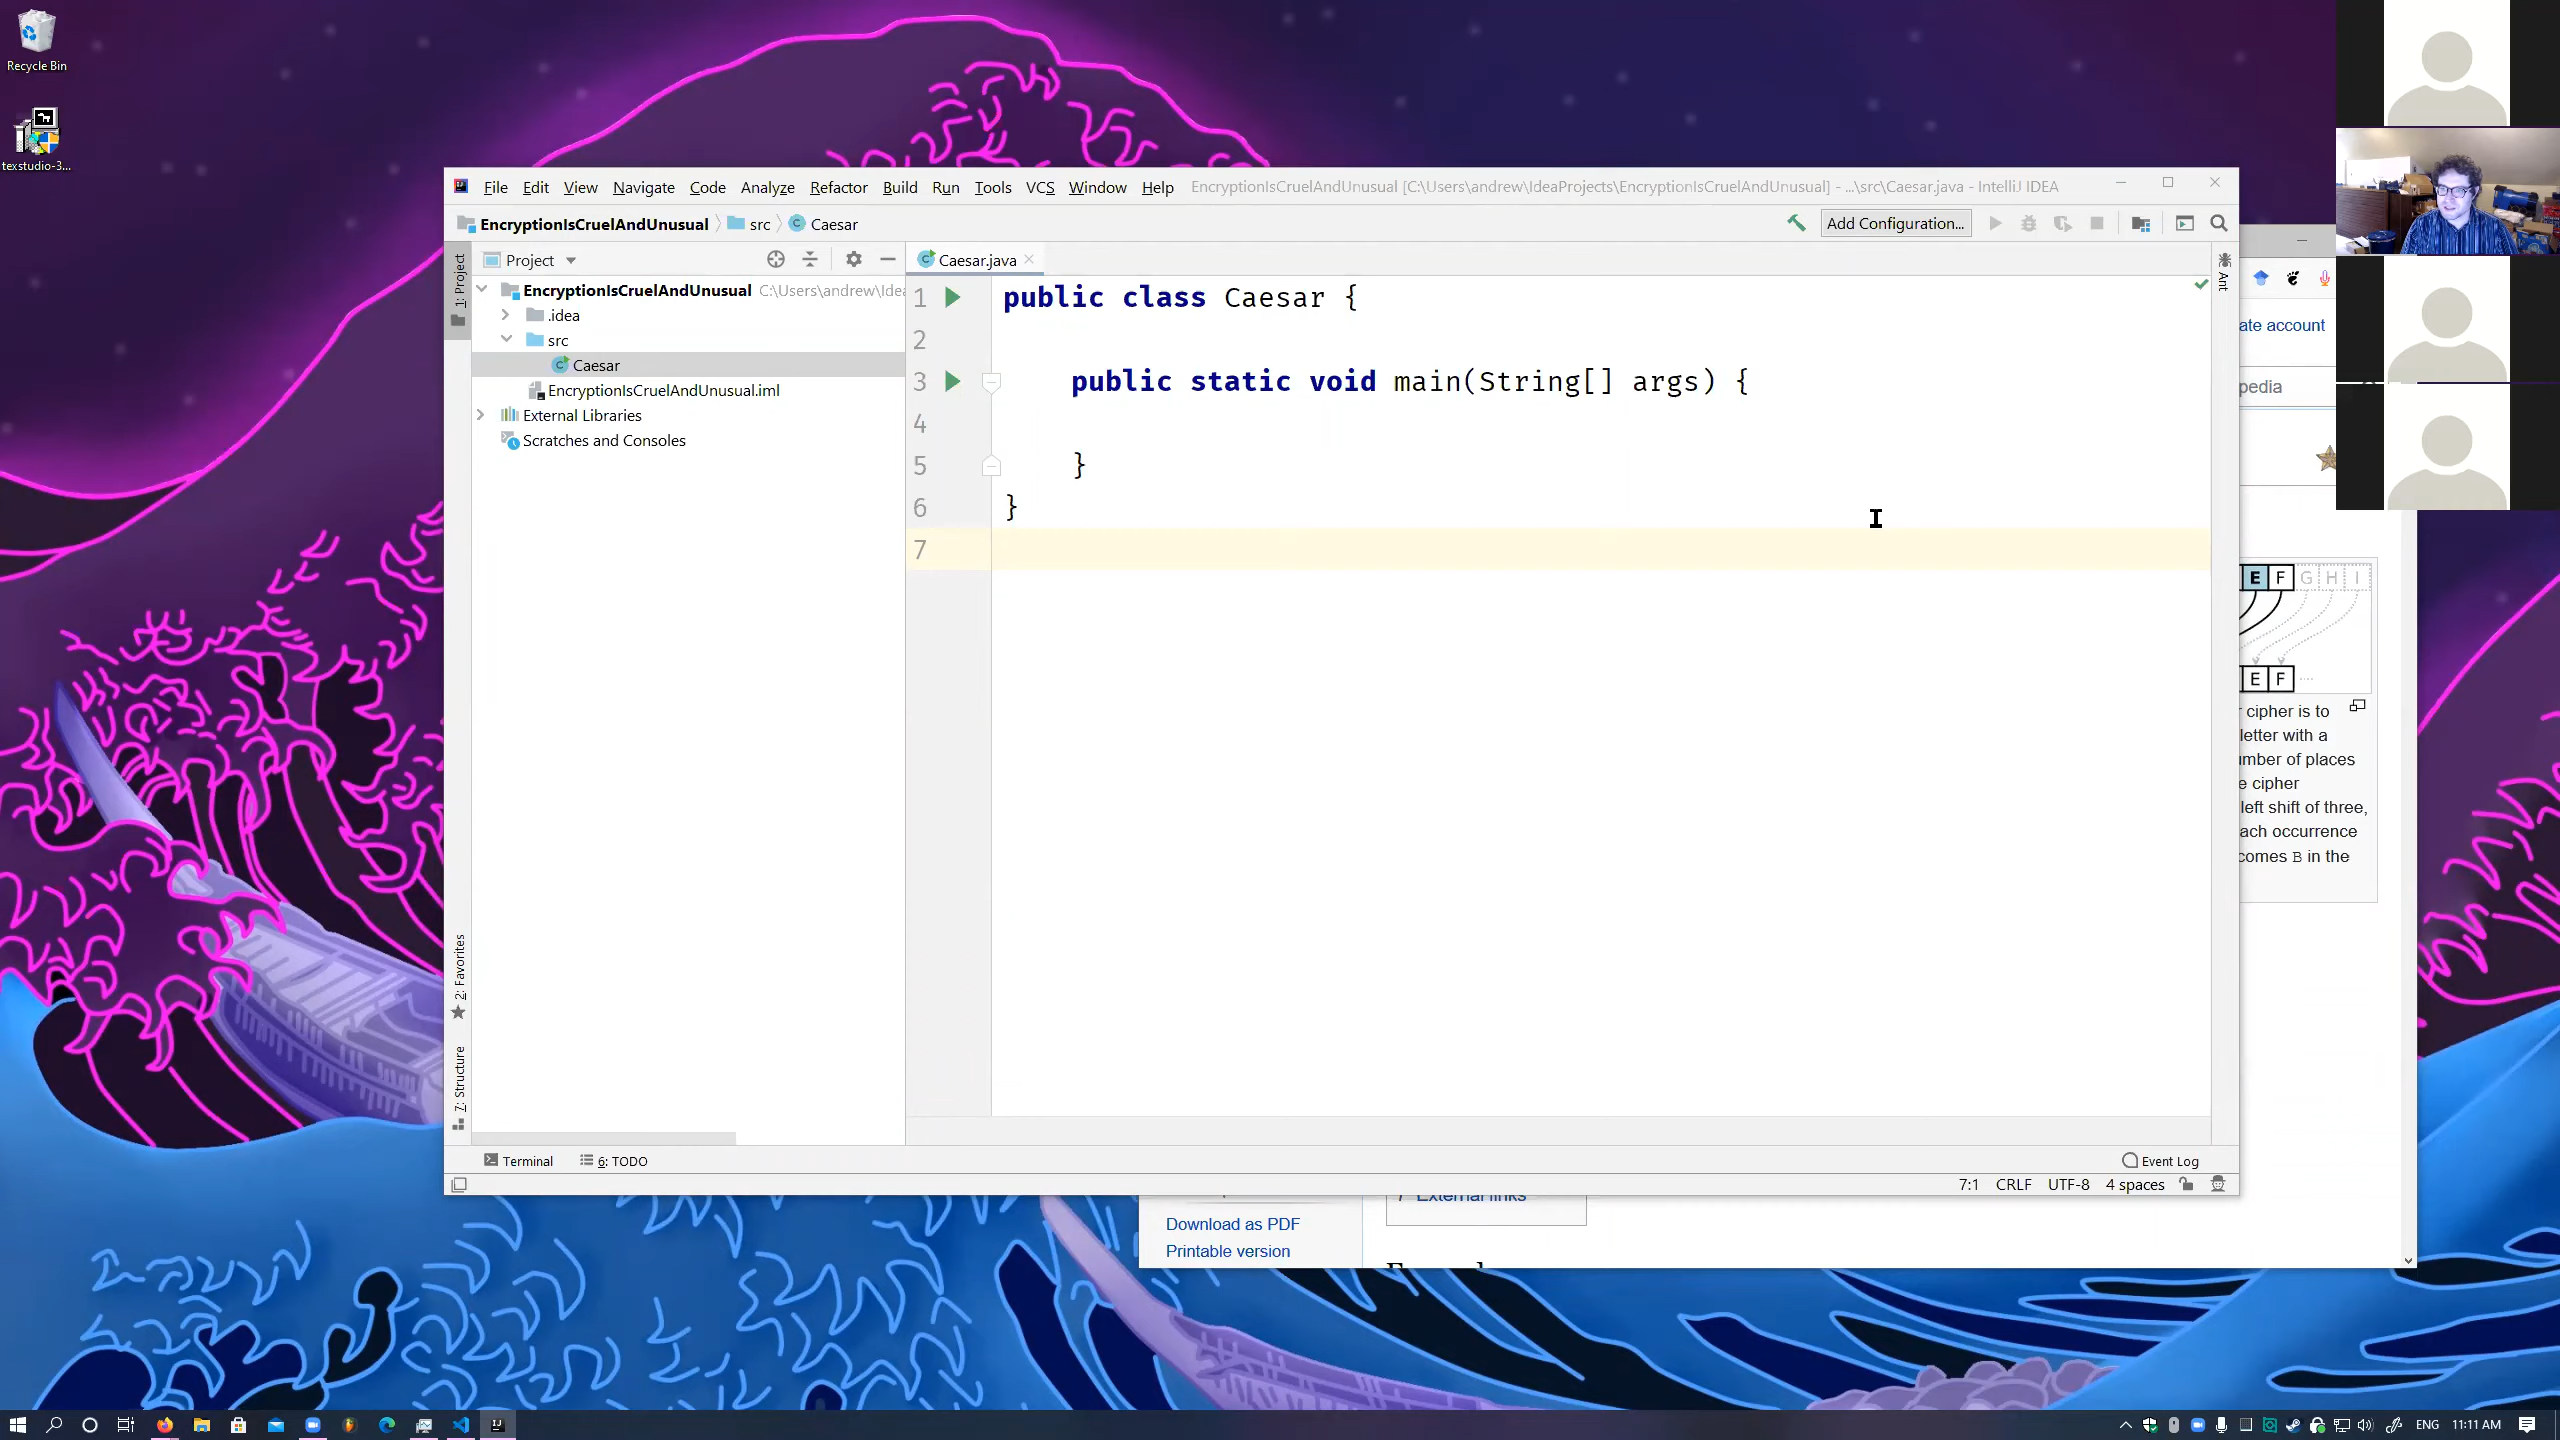 Recycle Bin
texstudio-3...
File Edit View Navigate Code Analyze Refactor Build Run Tools VCS Window Help EncryptionIsCruelAndUnusual [C:\Users\andrew\IdeaProjects\EncryptionIsCruelAndUnusual] - ...\src\Caesar.java - IntelliJ IDEA
EncryptionIsCruelAndUnusual src Caesar Add Configuration...
1: Project
Project
Caesar.java
Ant
EncryptionIsCruelAndUnusual C:\Users\andrew\Idea
.idea
src
Caesar
EncryptionIsCruelAndUnusual.iml
External Libraries
Scratches and Consoles
1 public class Caesar {
2
3 public static void main(String[] args) {
4
5 }
6 }
7
2: Favorites
7: Structure
Terminal 6: TODO Event Log
7:1 CRLF UTF-8 4 spaces
ate account
pedia
E F G H I
E F
cipher is to
letter with a
umber of places
e cipher
left shift of three,
ach occurrence
comes B in the
7 External links
Download as PDF
Printable version
ENG 11:11 AM